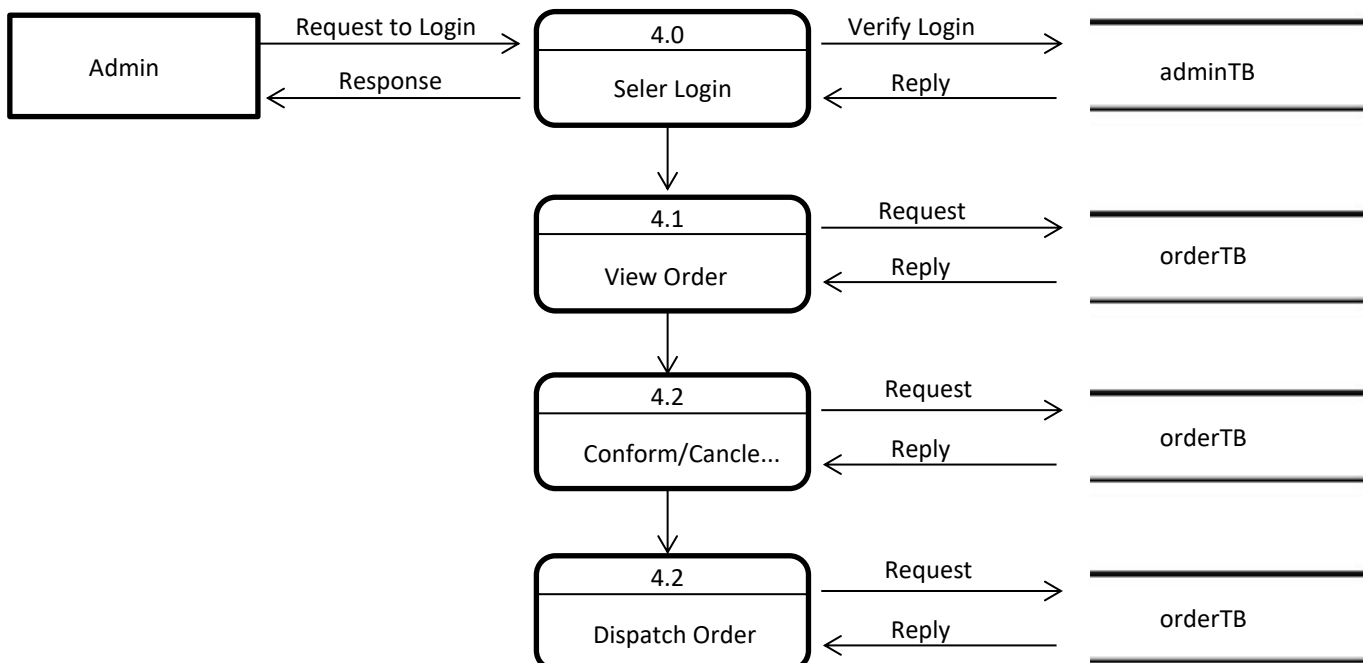 Admin
Request to Login
Response
4.0
Seler Login
Verify Login
Reply
adminTB
4.1
View Order
Request
Reply
orderTB
4.2
Conform/Cancle...
Request
Reply
orderTB
4.2
Dispatch Order
Request
Reply
orderTB